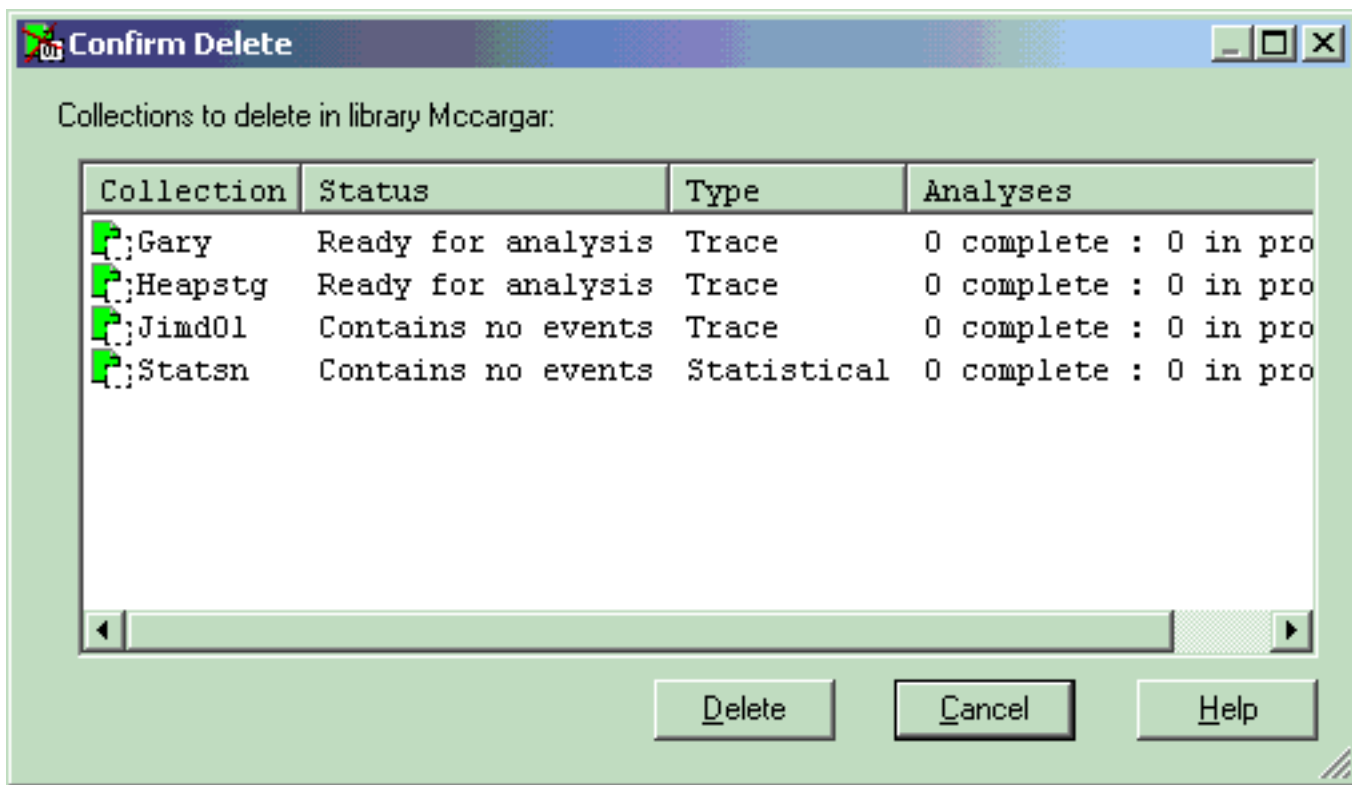 Confirm Delete
Collections to delete in library Mccargar:
Collection Status Type Analyses
Gary Ready for analysis Trace 0 complete : 0 in pro
Heapstg Ready for analysis Trace 0 complete : 0 in pro
Jimd01 Contains no events Trace 0 complete : 0 in pro
Statsn Contains no events Statistical 0 complete : 0 in pro
Delete Cancel Help